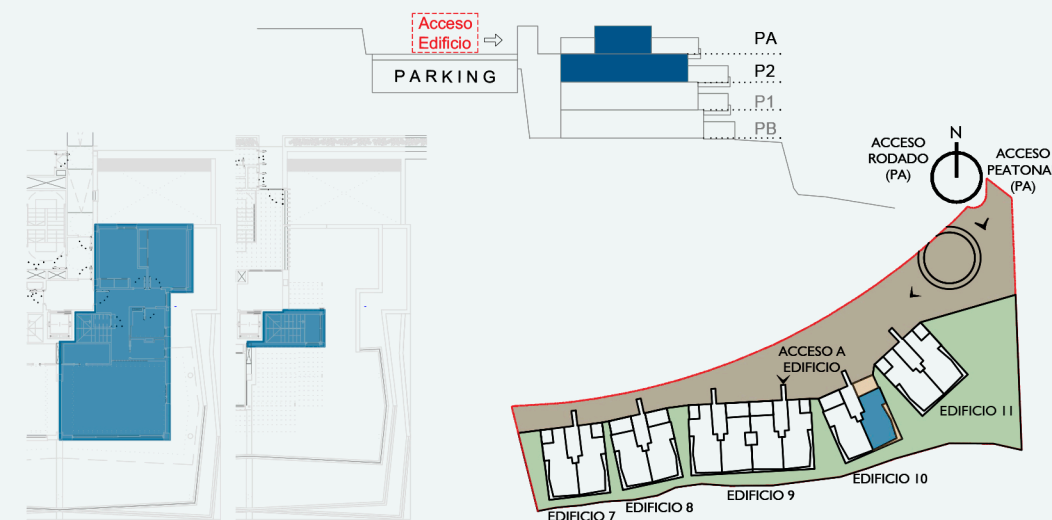 Acceso
Edificio
PARKING
PA
P2
P1
PB
N
ACCESO
RODADO
(PA)
ACCESO
PEATONA
(PA)
ACCESO A
EDIFICIO
EDIFICIO 11
EDIFICIO 10
EDIFICIO 9
EDIFICIO 8
EDIFICIO 7